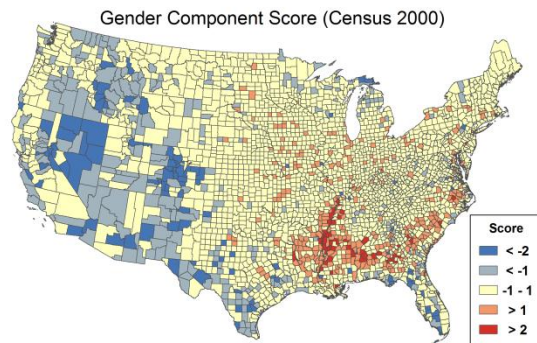 Gender Component Score (Census 2000)
Score
< -2
< -1
-1 - 1
> 1
> 2